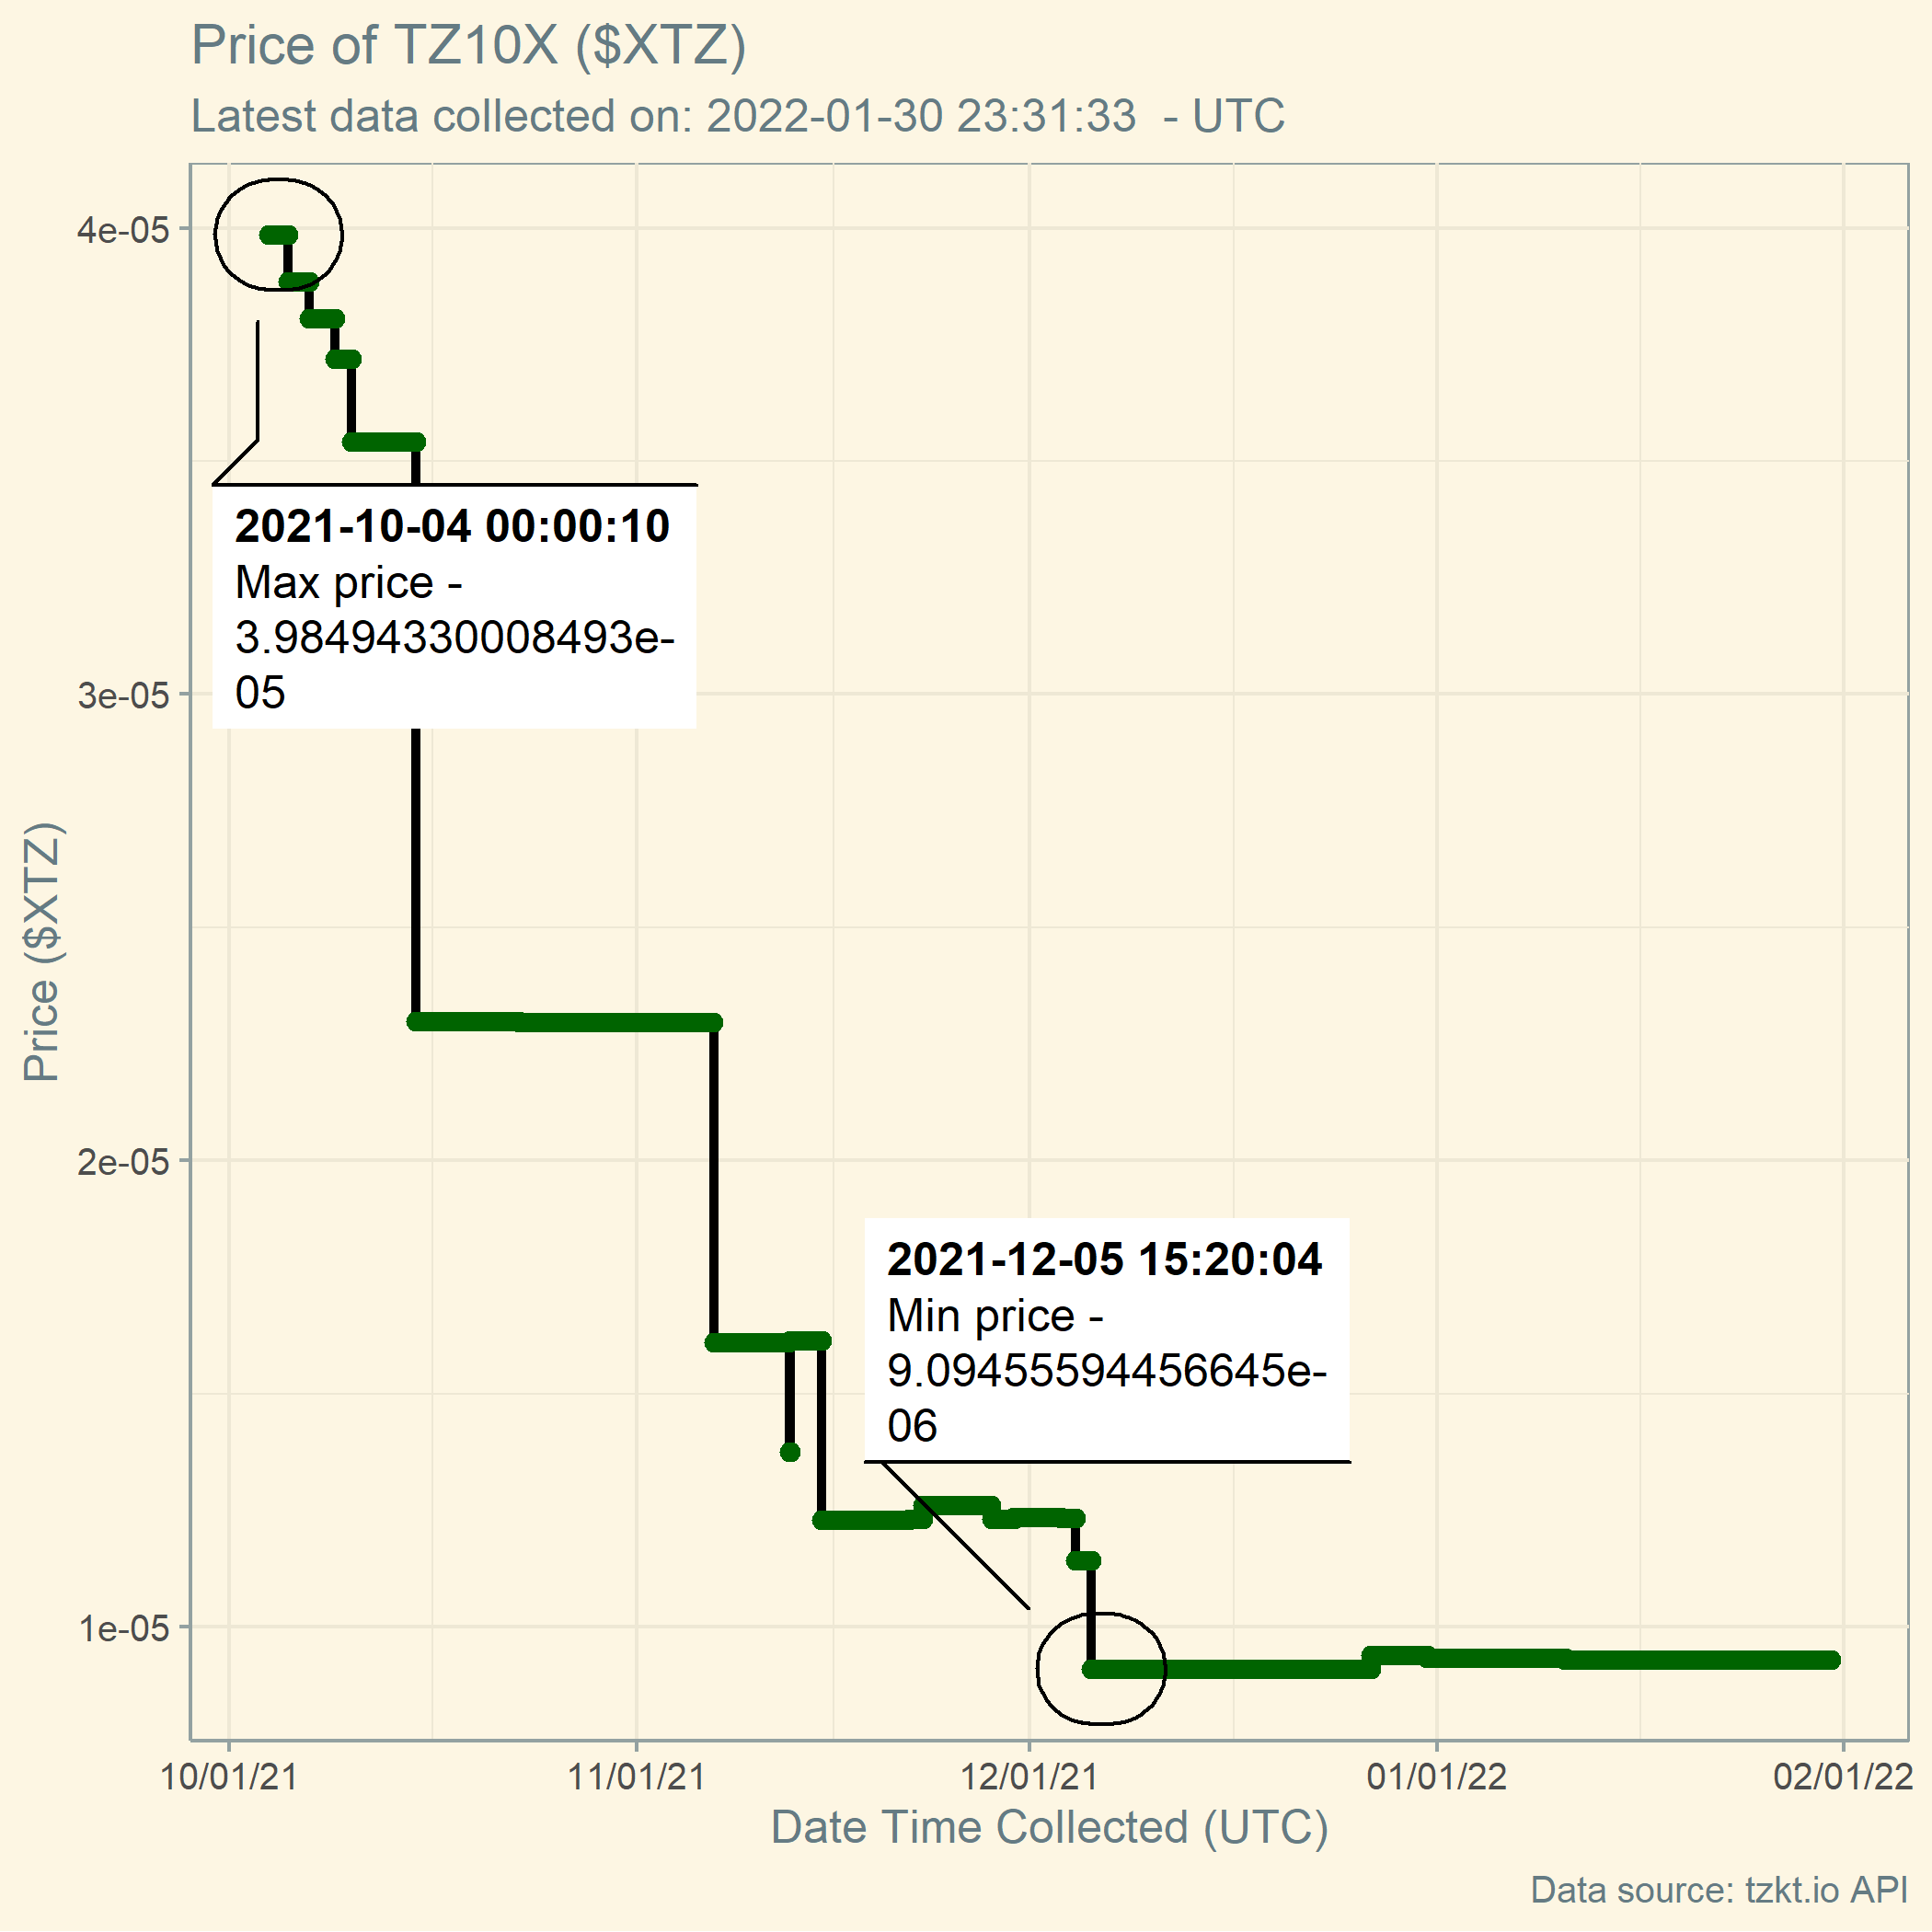 Price of TZ10X ($XTZ)
Latest data collected on: 2022-01-30 23:31:33  - UTC
4e-05
3e-05
2e-05
1e-05
Price ($XTZ)
2021-10-04 00:00:10
Max price -
3.98494330008493e-
05
2021-12-05 15:20:04
Min price -
9.09455594456645e-
06
10/01/21
11/01/21
12/01/21
01/01/22
02/01/22
Date Time Collected (UTC)
Data source: tzkt.io API